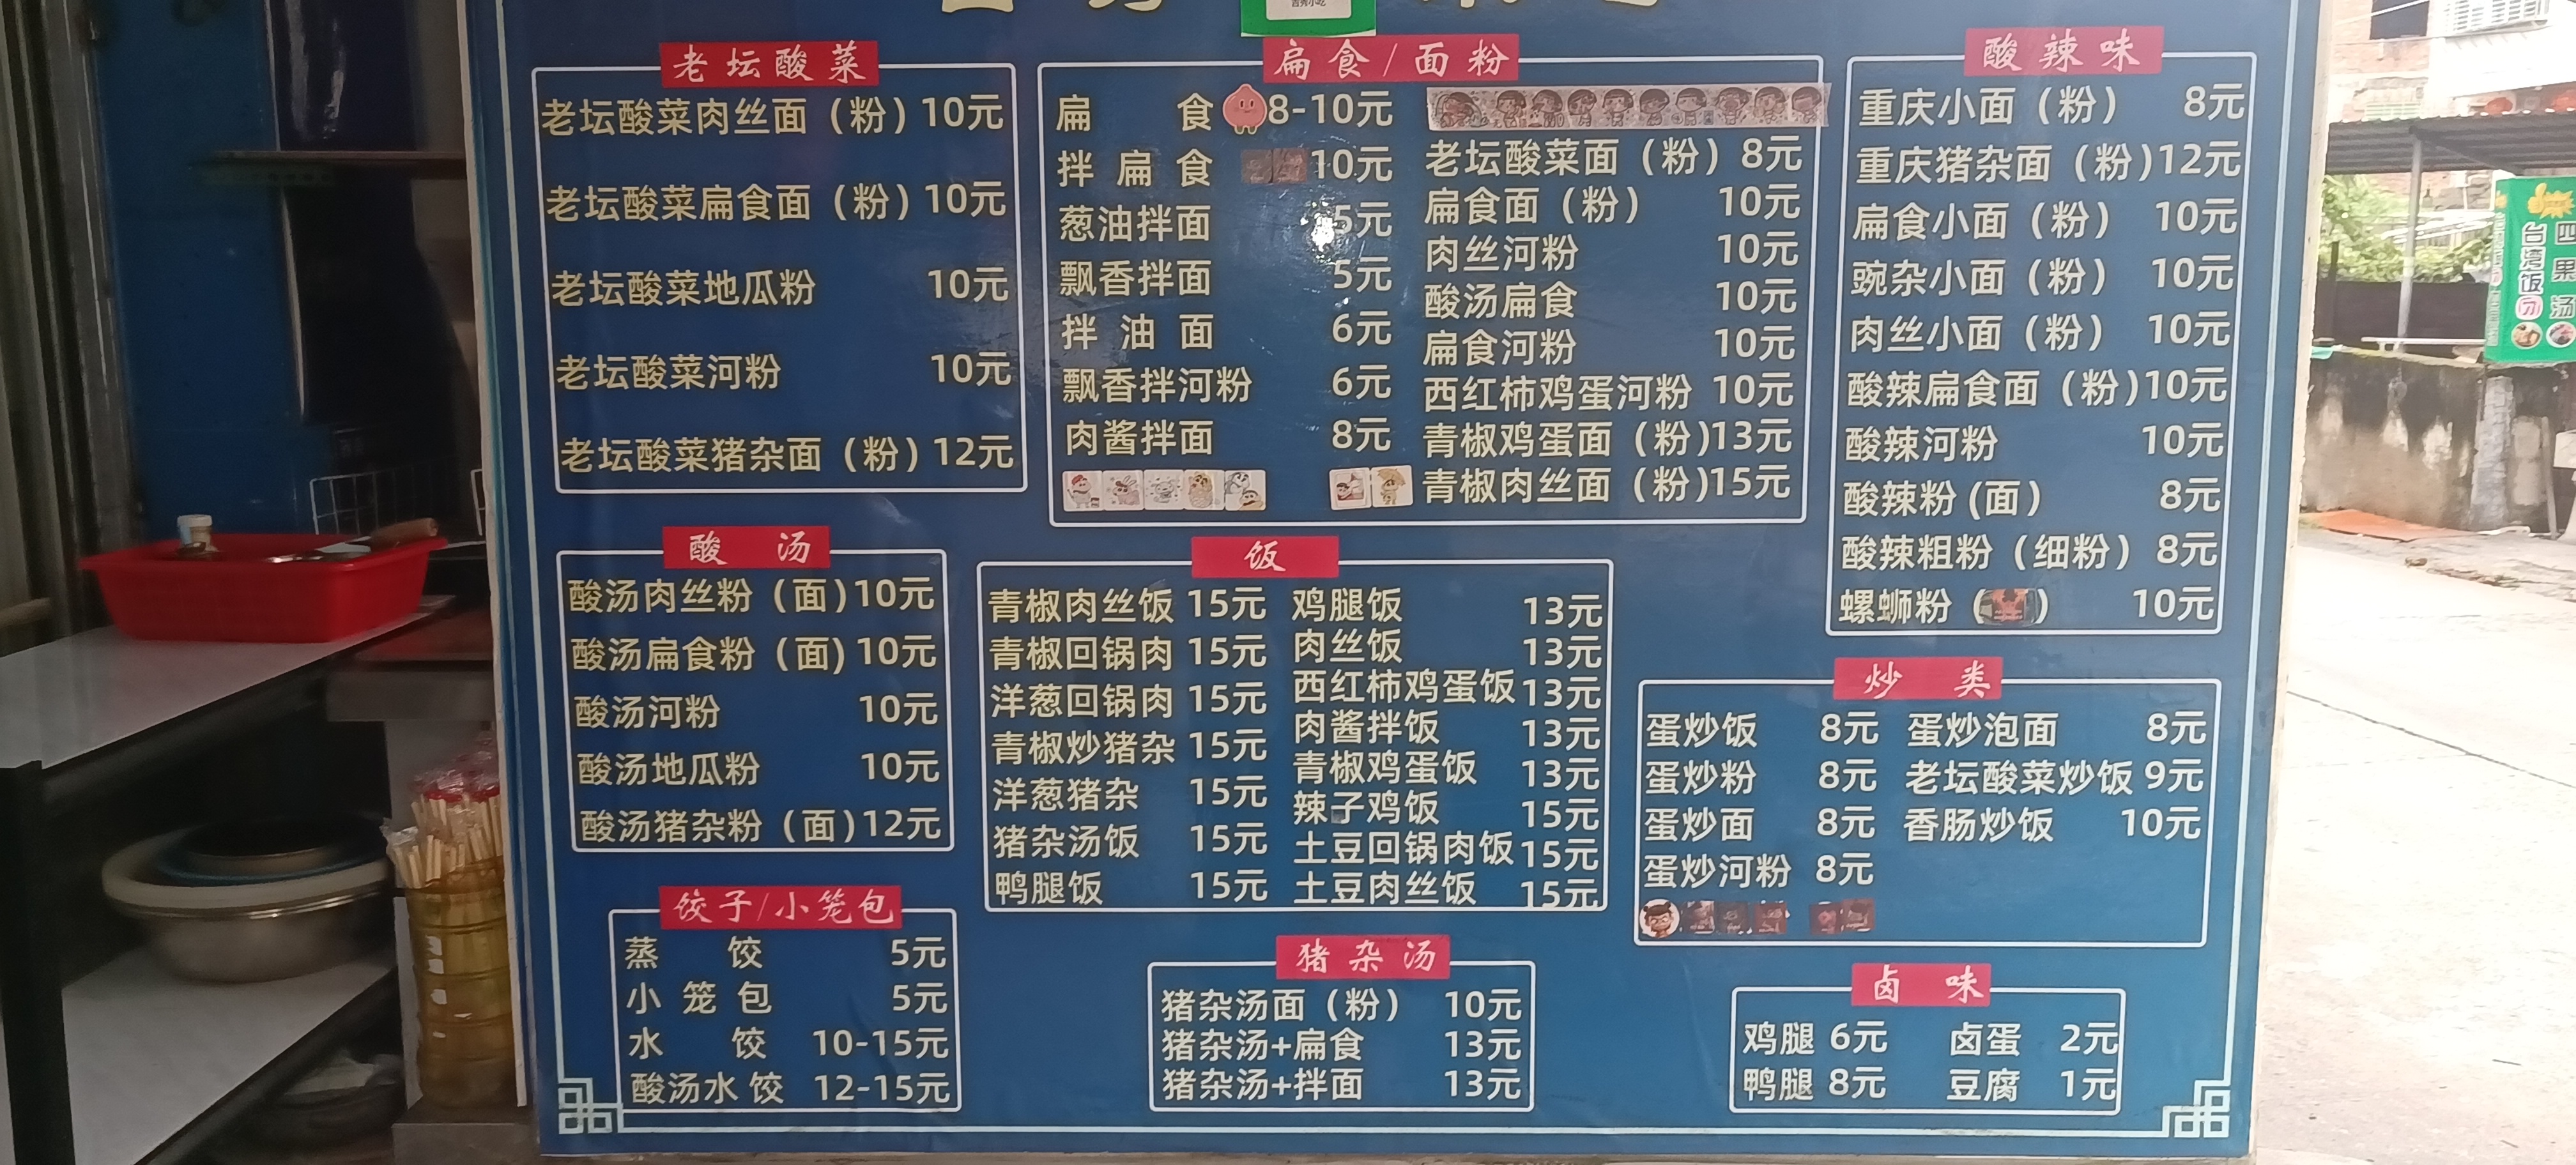 吉秀小吃
老坛酸菜
老坛酸菜肉丝面（粉）10元
老坛酸菜扁食面（粉）10元
老坛酸菜地瓜粉 10元
老坛酸菜河粉 10元
老坛酸菜猪杂面（粉）12元
扁食/面粉
扁食 8-10元
拌扁食 10元
葱油拌面 5元
飘香拌面 5元
拌油面 6元
飘香拌河粉 6元
肉酱拌面 8元
老坛酸菜面（粉）8元
扁食面（粉） 10元
肉丝河粉 10元
酸汤扁食 10元
扁食河粉 10元
西红柿鸡蛋河粉 10元
青椒鸡蛋面（粉）13元
青椒肉丝面（粉）15元
酸辣味
重庆小面（粉） 8元
重庆猪杂面（粉）12元
扁食小面（粉） 10元
豌杂小面（粉） 10元
肉丝小面（粉） 10元
酸辣扁食面（粉）10元
酸辣河粉 10元
酸辣粉（面） 8元
酸辣粗粉（细粉）8元
螺蛳粉（ ） 10元
酸汤
酸汤肉丝粉（面）10元
酸汤扁食粉（面）10元
酸汤河粉 10元
酸汤地瓜粉 10元
酸汤猪杂粉（面）12元
饭
青椒肉丝饭 15元
青椒回锅肉 15元
洋葱回锅肉 15元
青椒炒猪杂 15元
洋葱猪杂 15元
猪杂汤饭 15元
鸭腿饭 15元
鸡腿饭 13元
肉丝饭 13元
西红柿鸡蛋饭 13元
肉酱拌饭 13元
青椒鸡蛋饭 13元
辣子鸡饭 15元
土豆回锅肉饭 15元
土豆肉丝饭 15元
炒类
蛋炒饭 8元
蛋炒粉 8元
蛋炒面 8元
蛋炒河粉 8元
蛋炒泡面 8元
老坛酸菜炒饭 9元
香肠炒饭 10元
饺子/小笼包
蒸饺 5元
小笼包 5元
水饺 10-15元
酸汤水饺 12-15元
猪杂汤
猪杂汤面（粉） 10元
猪杂汤+扁食 13元
猪杂汤+拌面 13元
卤味
鸡腿 6元
鸭腿 8元
卤蛋 2元
豆腐 1元
四果汤
台湾饭团